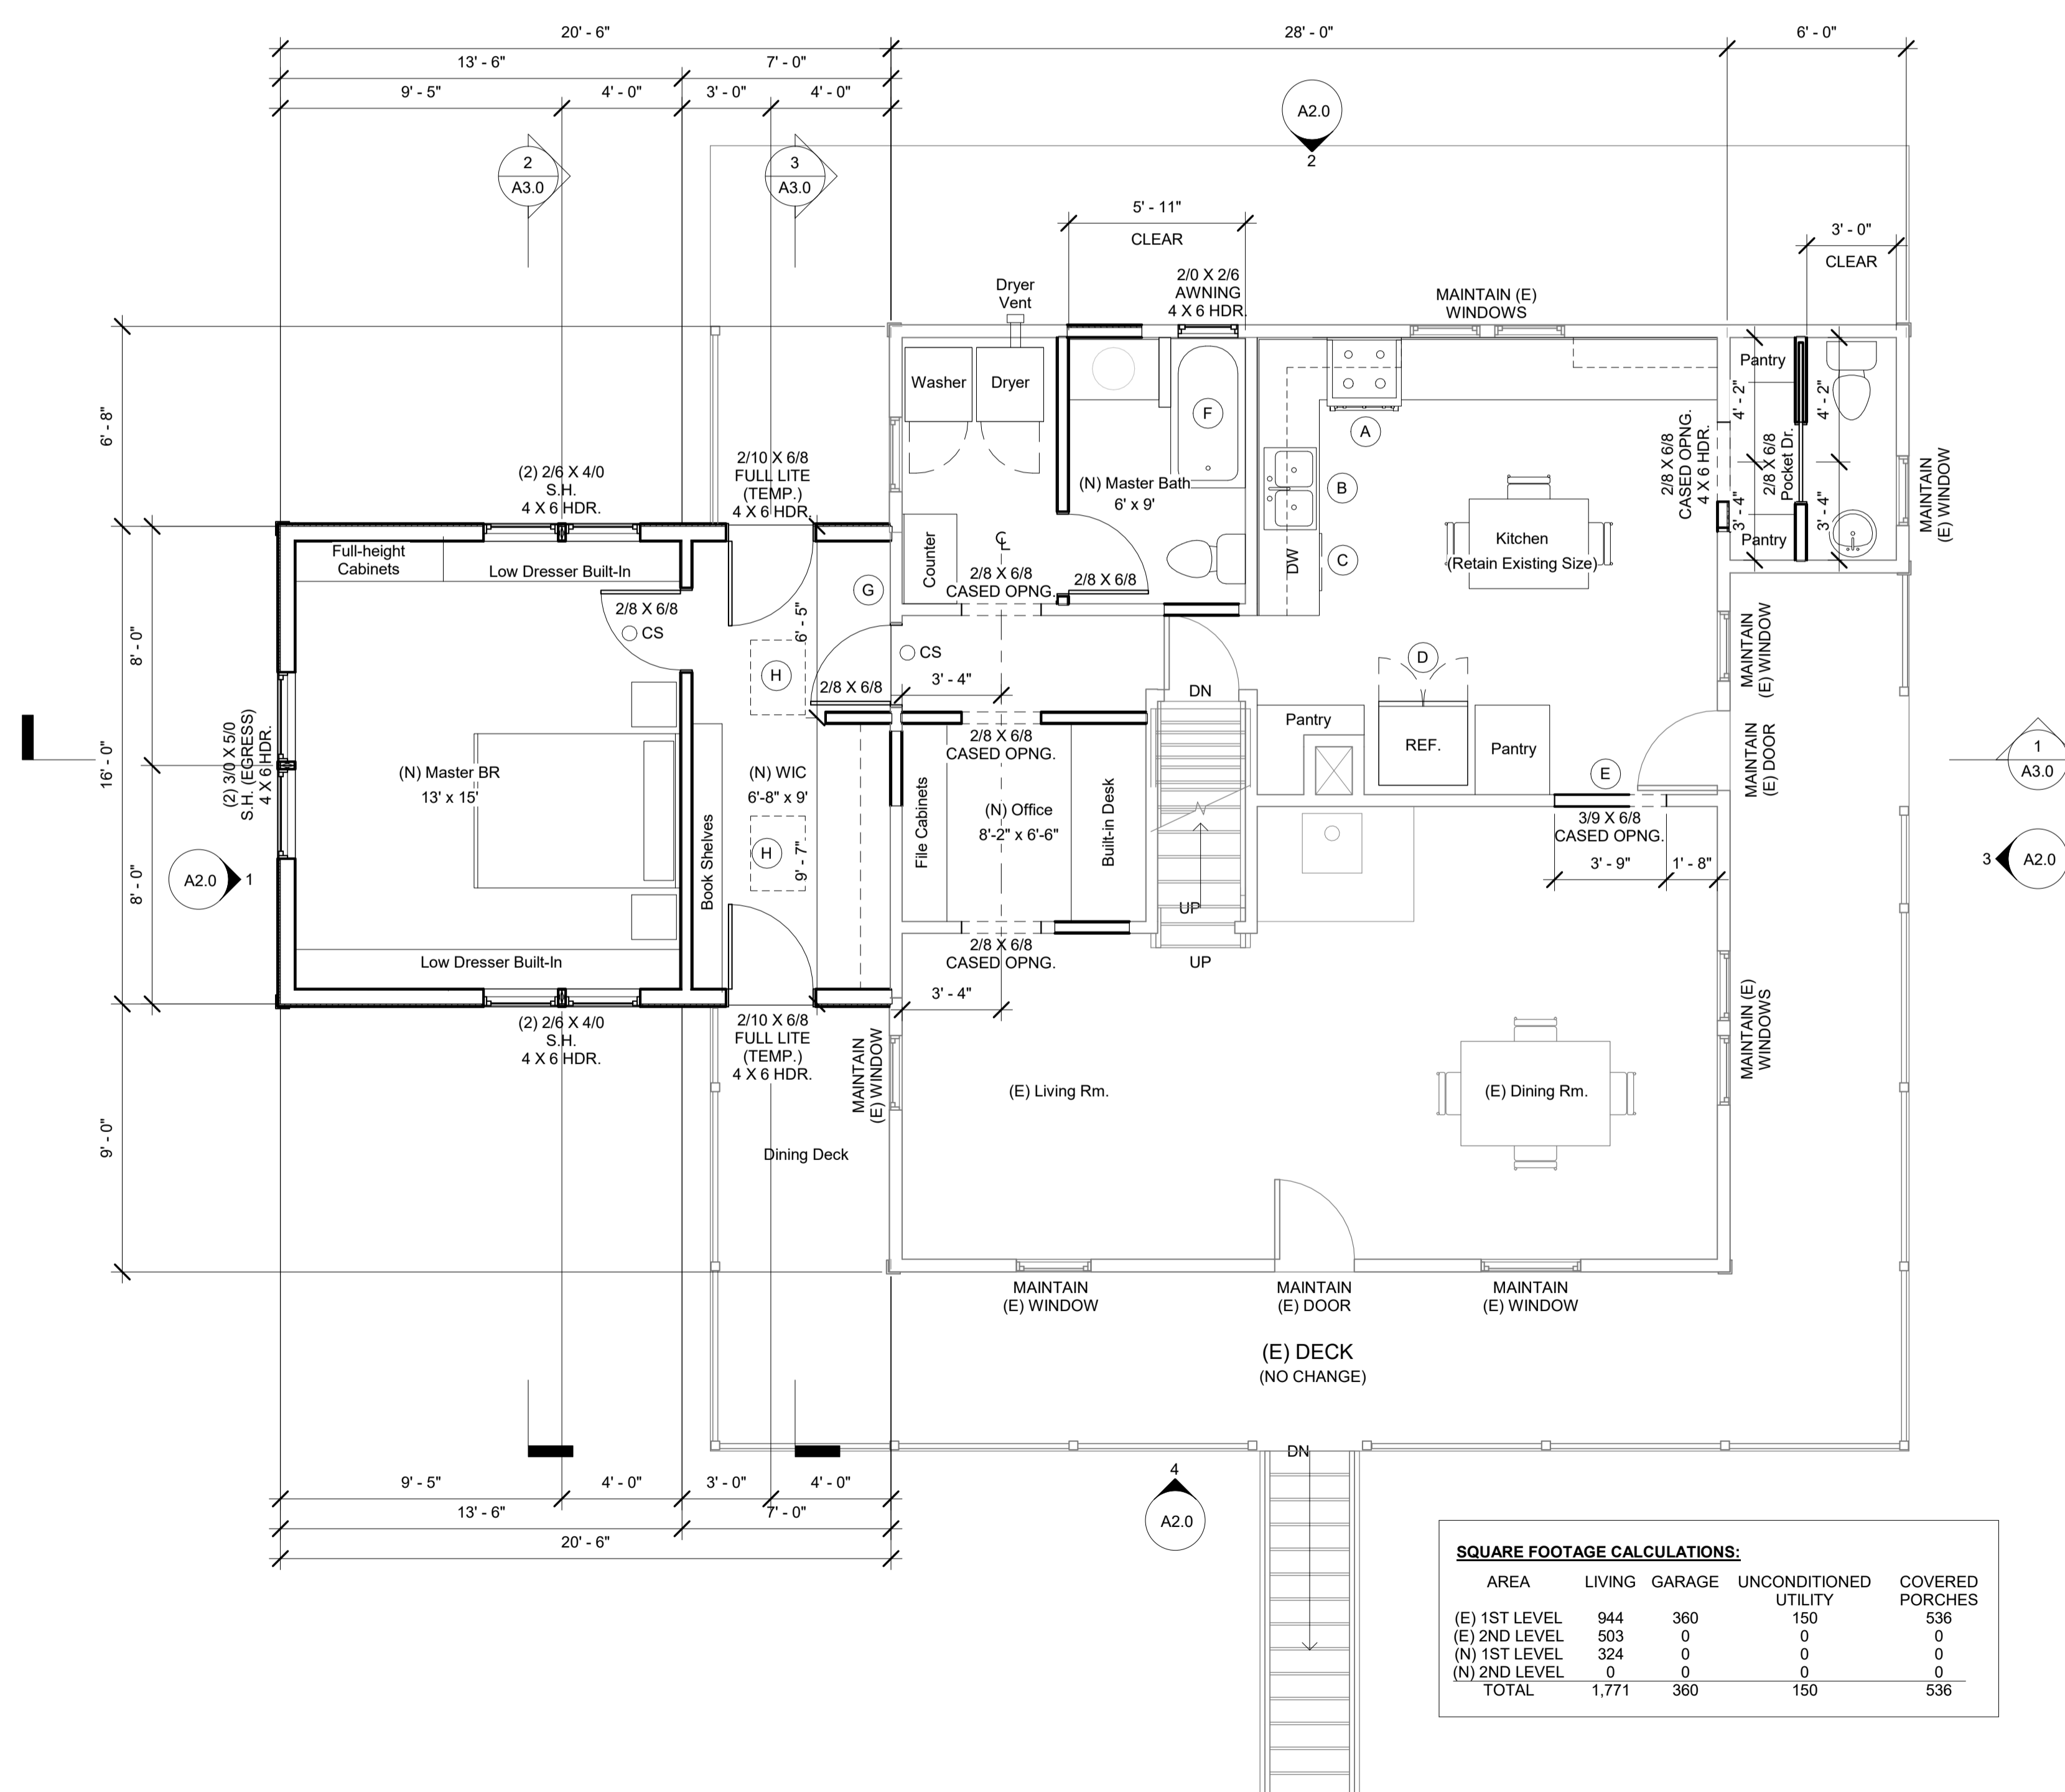 20' - 6"
28' - 0"
6' - 0"
13' - 6"
7' - 0"
9' - 5"
4' - 0"
3' - 0"
4' - 0"
A2.0
2
2
A3.0
3
A3.0
5' - 11"
CLEAR
3' - 0"
CLEAR
2/0 X 2/6
AWNING
4 X 6 HDR.
Dryer
Vent
MAINTAIN (E)
WINDOWS
6' - 8"
Washer
Dryer
F
A
Pantry
4' - 2"
4' - 2"
2/8 X 6/8
CASED OPNG.
4 X 6 HDR.
2/8 X 6/8
Pocket Dr.
MAINTAIN
(E) WINDOW
(2) 2/6 X 4/0
S.H.
4 X 6 HDR.
2/10 X 6/8
FULL LITE
(TEMP.)
4 X 6 HDR.
(N) Master Bath
6' x 9'
B
3' - 4"
3' - 4"
Pantry
Full-height
Cabinets
Low Dresser Built-In
Counter
CL
2/8 X 6/8
CASED OPNG.
2/8 X 6/8
DW
C
Kitchen
(Retain Existing Size)
G
2/8 X 6/8
CS
6' - 5"
CS
8' - 0"
H
2/8 X 6/8
3' - 4"
D
MAINTAIN
(E) WINDOW
DN
Pantry
REF.
Pantry
2/8 X 6/8
CASED OPNG.
MAINTAIN
(E) DOOR
1
A3.0
16' - 0"
(2) 3/0 X 5/0
S.H. (EGRESS)
4 X 6 HDR.
(N) Master BR
13' x 15'
(N) WIC
6'-8" x 9'
E
File Cabinets
(N) Office
8'-2" x 6'-6"
Built-in Desk
3/9 X 6/8
CASED OPNG.
3' - 9"
1' - 8"
A2.0
1
8' - 0"
Book Shelves
H
9' - 7"
3
A2.0
UP
UP
Low Dresser Built-In
2/8 X 6/8
CASED OPNG.
3' - 4"
(2) 2/6 X 4/0
S.H.
4 X 6 HDR.
2/10 X 6/8
FULL LITE
(TEMP.)
4 X 6 HDR.
MAINTAIN
(E) WINDOW
MAINTAIN (E)
WINDOWS
(E) Living Rm.
(E) Dining Rm.
9' - 0"
Dining Deck
MAINTAIN
(E) WINDOW
MAINTAIN
(E) DOOR
MAINTAIN
(E) WINDOW
(E) DECK
(NO CHANGE)
DN
4
A2.0
9' - 5"
4' - 0"
3' - 0"
4' - 0"
13' - 6"
7' - 0"
20' - 6"
SQUARE FOOTAGE CALCULATIONS:
AREA LIVING GARAGE UNCONDITIONED UTILITY COVERED PORCHES
(E) 1ST LEVEL 944 360 150 536
(E) 2ND LEVEL 503 0 0 0
(N) 1ST LEVEL 324 0 0 0
(N) 2ND LEVEL 0 0 0 0
TOTAL 1,771 360 150 536